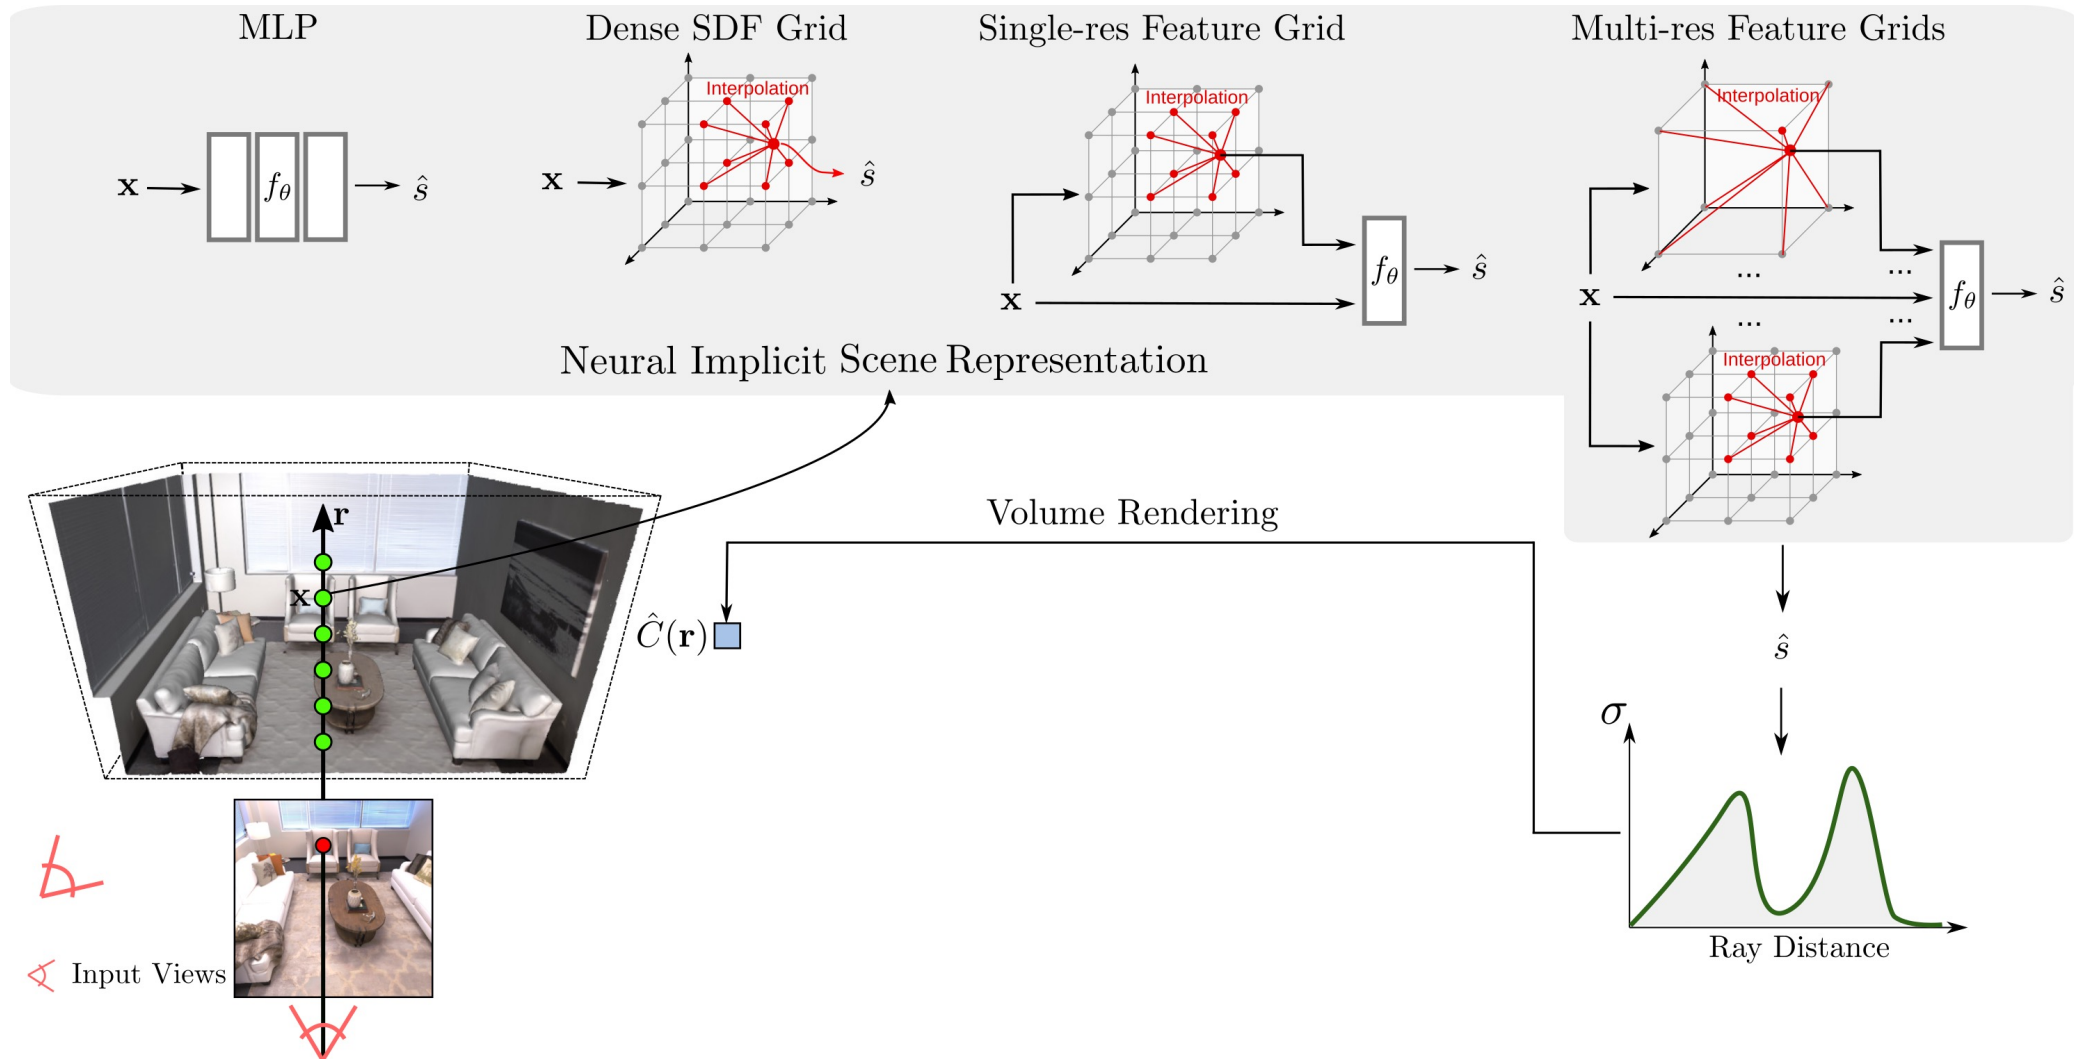 MLP
Dense SDF Grid
Single-res Feature Grid
Multi-res Feature Grids
x
f_θ
ŝ
x
Interpolation
ŝ
Interpolation
x
f_θ
ŝ
Interpolation
...
...
x
f_θ
ŝ
...
...
Interpolation
Neural Implicit Scene Representation
r
x
Volume Rendering
Ĉ(r)
ŝ
σ
Ray Distance
Input Views